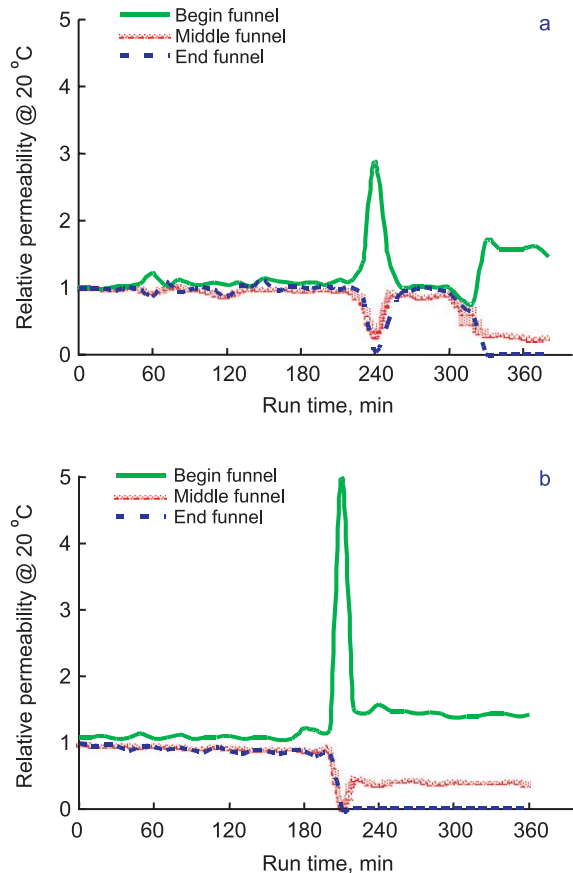 Begin funnel
Middle funnel
End funnel
a
Relative permeability @ 20 °C
5
4
3
2
1
0
0 60 120 180 240 300 360
Run time, min
Begin funnel
Middle funnel
End funnel
b
Relative permeability @ 20 °C
5
4
3
2
1
0
0 60 120 180 240 300 360
Run time, min